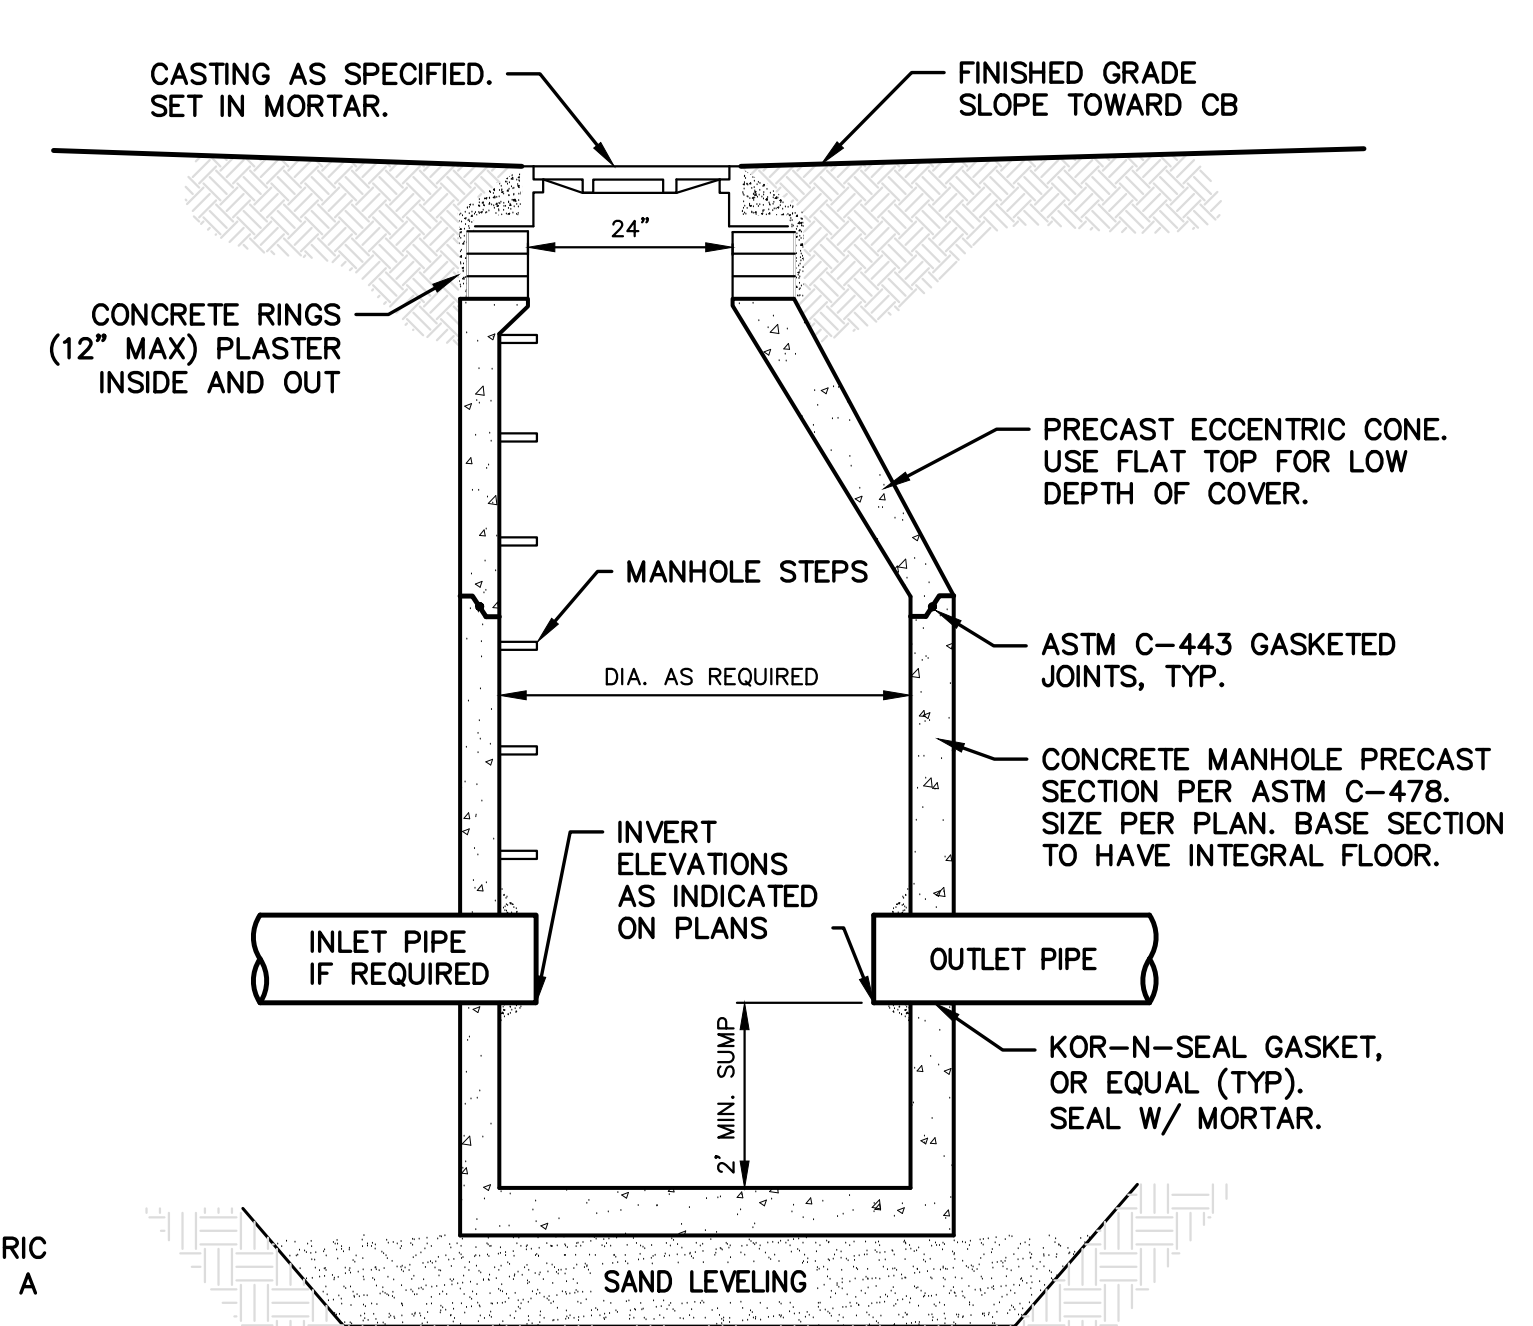 CASTING AS SPECIFIED.
SET IN MORTAR.
FINISHED GRADE
SLOPE TOWARD CB
24"
CONCRETE RINGS
(12" MAX) PLASTER
INSIDE AND OUT
PRECAST ECCENTRIC CONE.
USE FLAT TOP FOR LOW
DEPTH OF COVER.
MANHOLE STEPS
ASTM C-443 GASKETED
JOINTS, TYP.
DIA. AS REQUIRED
CONCRETE MANHOLE PRECAST
SECTION PER ASTM C-478.
SIZE PER PLAN. BASE SECTION
TO HAVE INTEGRAL FLOOR.
INVERT
ELEVATIONS
AS INDICATED
ON PLANS
INLET PIPE
IF REQUIRED
OUTLET PIPE
2' MIN. SUMP
KOR-N-SEAL GASKET,
OR EQUAL (TYP).
SEAL W/ MORTAR.
RIC
A
SAND LEVELING